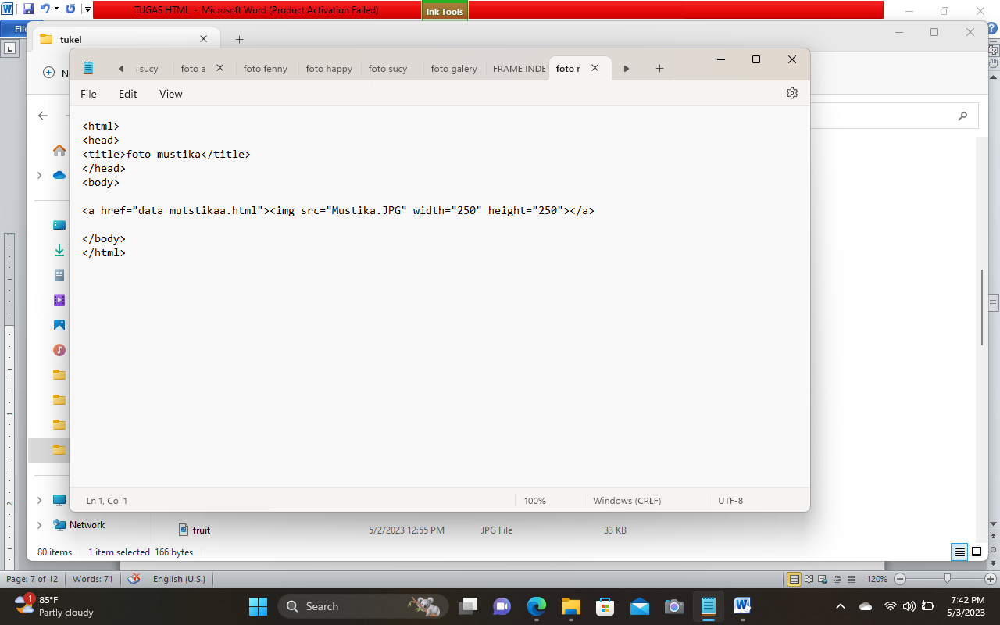 TUGAS HTML - Microsoft Word (Product Activation Failed)
Ink Tools
File
tukel
sucy
foto a
foto fenny
foto happy
foto sucy
foto galery
FRAME INDE
foto r
File
Edit
View
<html>
<head>
<title>foto mustika</title>
</head>
<body>
<a href="data mutstikaa.html"><img src="Mustika.JPG" width="250" height="250"></a>
</body>
</html>
Ln 1, Col 1
100%
Windows (CRLF)
UTF-8
Network
fruit
5/2/2023 12:55 PM
JPG File
33 KB
80 items
1 item selected 166 bytes
Page: 7 of 12
Words: 71
English (U.S.)
120%
1
85°F
Partly cloudy
Search
7:42 PM
5/3/2023